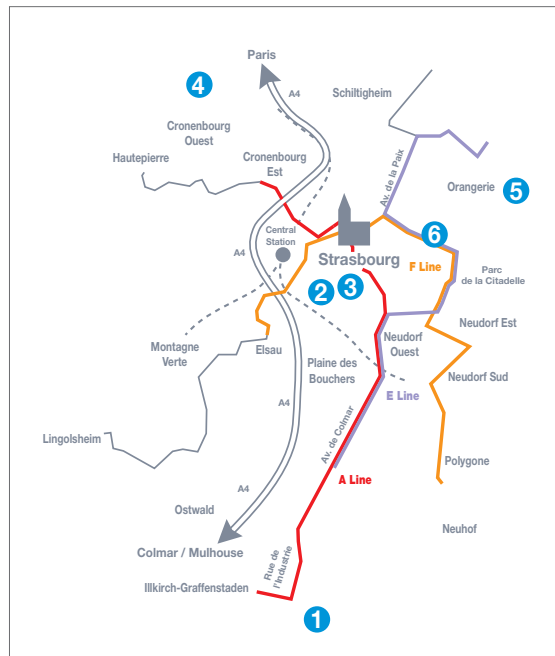 Paris
A4
4
Schiltigheim
Cronenbourg
Ouest
Hautepierre
Cronenbourg
Est
Av. de la Paix
Orangerie
5
6
Central
Station
A4
Strasbourg
F Line
Parc
de la Citadelle
2
3
Neudorf Est
Montagne
Verte
Elsau
Neudorf
Ouest
Plaine des
Bouchers
Neudorf Sud
E Line
A4
Av. de Colmar
Lingolsheim
Polygone
A Line
A4
Ostwald
Neuhof
Colmar / Mulhouse
Rue de
l'Industrie
Illkirch-Graffenstaden
1